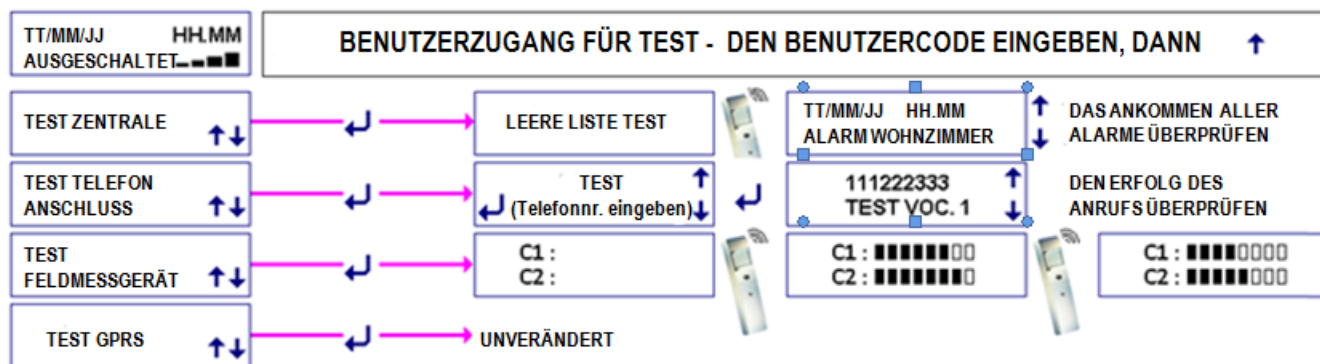 TT/MM/JJ HH.MM
AUSGESCHALTET
BENUTZERZUGANG FÜR TEST - DEN BENUTZERCODE EINGEBEN, DANN
TEST ZENTRALE
LEERE LISTE TEST
TT/MM/JJ HH.MM
ALARM WOHNZIMMER
DAS ANKOMMEN ALLER
ALARME ÜBERPRÜFEN
TEST TELEFON
ANSCHLUSS
TEST
(Telefonnr. eingeben)
111222333
TEST VOC. 1
DEN ERFOLG DES
ANRUFS ÜBERPRÜFEN
TEST
FELDMESSGERÄT
C1 :
C2 :
C1 :
C2 :
C1 :
C2 :
TEST GPRS
UNVERÄNDERT